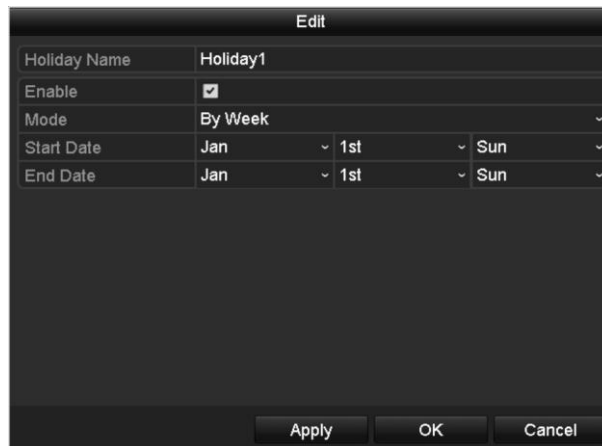 Edit
Holiday Name Holiday1
Enable
Mode By Week
Start Date Jan 1st Sun
End Date Jan 1st Sun
Apply OK Cancel